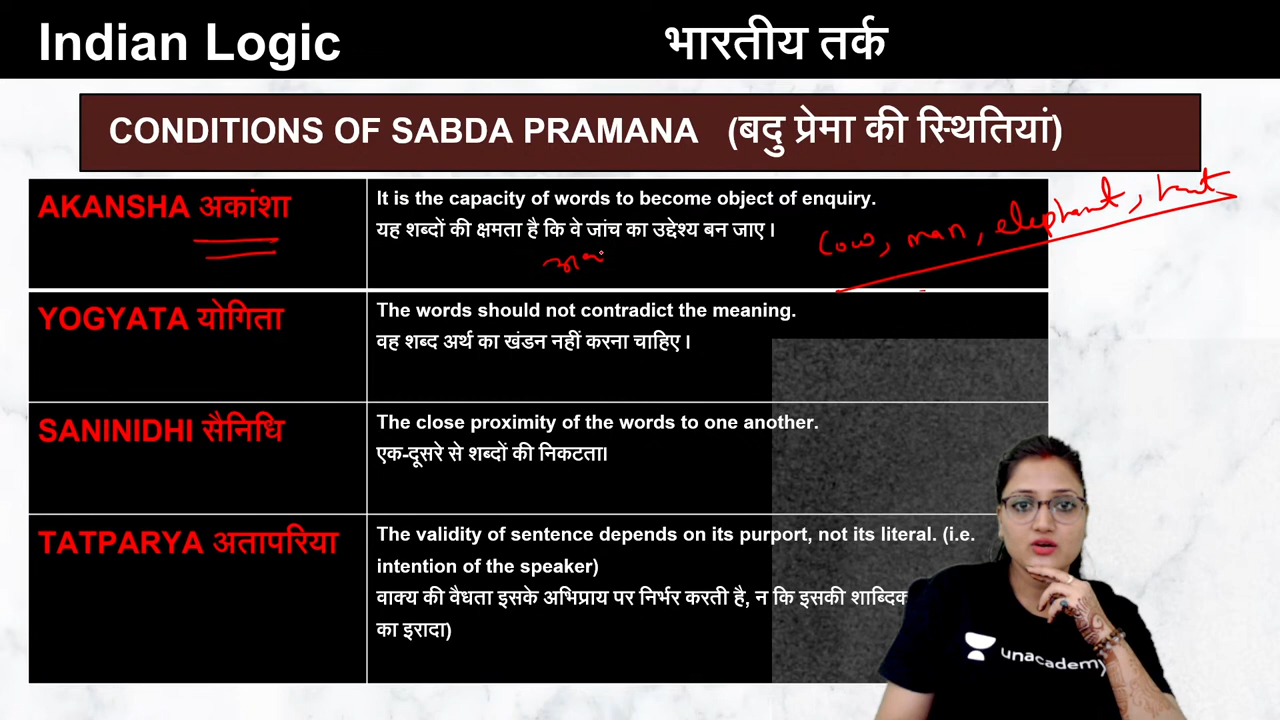 Indian Logic भारतीय तर्क
CONDITIONS OF SABDA PRAMANA (बदु प्रेमा की स्थितियां)
AKANSHA अकांशा
It is the capacity of words to become object of enquiry.
यह शब्दों की क्षमता है कि वे जांच का उद्देश्य बन जाए ।
Cow, man, elephant,
YOGYATA योगिता
The words should not contradict the meaning.
वह शब्द अर्थ का खंडन नहीं करना चाहिए ।
SANINIDHI सैनिधि
The close proximity of the words to one another.
एक-दूसरे से शब्दों की निकटता।
TATPARYA अतापरिया
The validity of sentence depends on its purport, not its literal. (i.e.
intention of the speaker)
वाक्य की वैधता इसके अभिप्राय पर निर्भर करती है, न कि इसकी
का इरादा)
unacademy